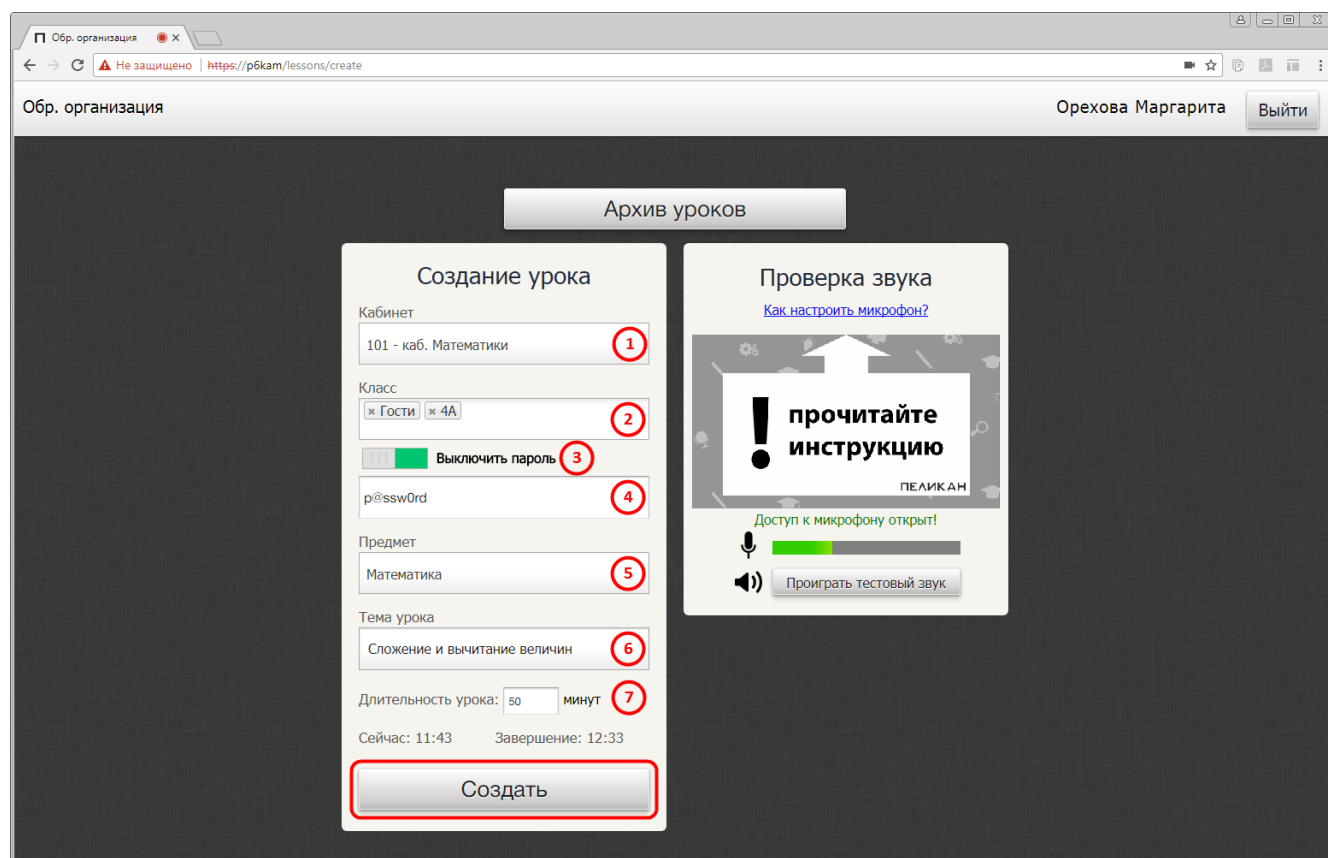 Обр. организация
Не защищено | https://p6kam/lessons/create
Обр. организация
Орехова Маргарита
Выйти
Архив уроков
Создание урока
Кабинет
101 - каб. Математики
1
Класс
× Гости × 4А
2
Выключить пароль
3
p@ssw0rd
4
Предмет
Математика
5
Тема урока
Сложение и вычитание величин
6
Длительность урока: 50 минут
7
Сейчас: 11:43 Завершение: 12:33
Создать
Проверка звука
Как настроить микрофон?
! прочитайте
инструкцию
ПЕЛИКАН
Доступ к микрофону открыт!
Проиграть тестовый звук